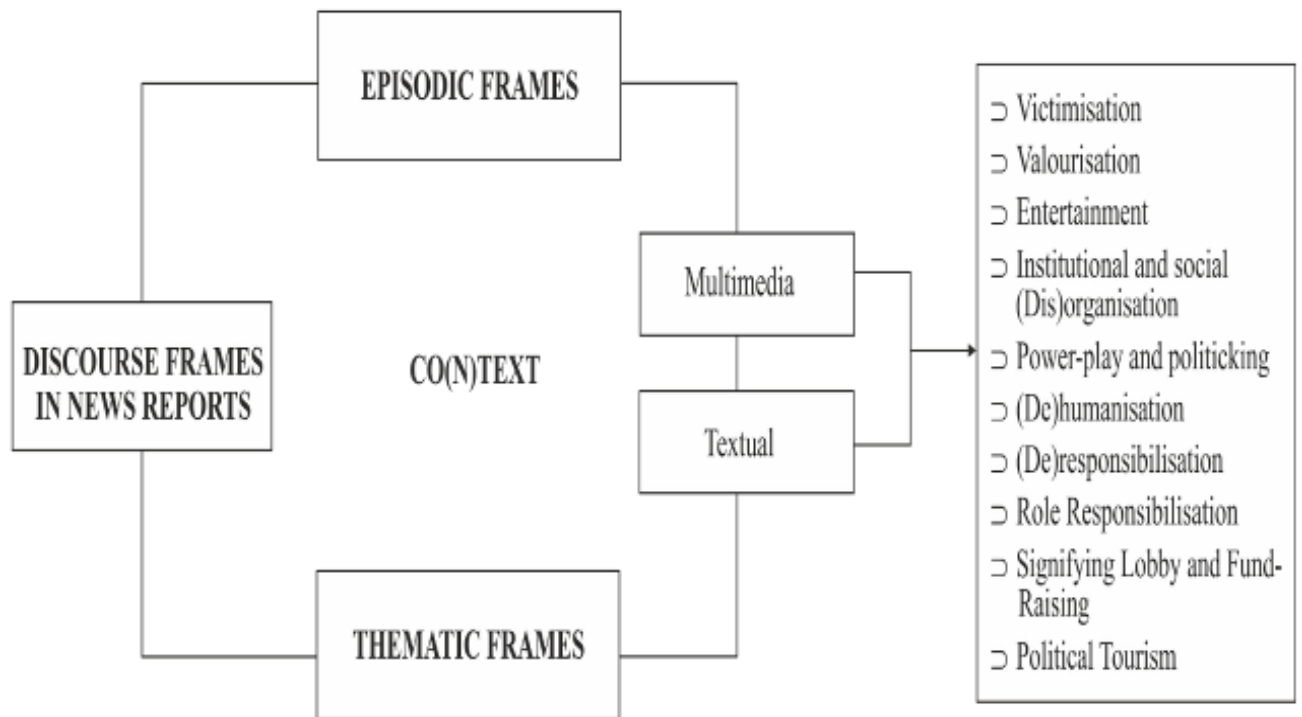 EPISODIC FRAMES
DISCOURSE FRAMES
IN NEWS REPORTS
CO(N)TEXT
Multimedia
Textual
THEMATIC FRAMES
⊃ Victimisation
⊃ Valourisation
⊃ Entertainment
⊃ Institutional and social
(Dis)organisation
⊃ Power-play and politicking
⊃ (De)humanisation
⊃ (De)responsibilisation
⊃ Role Responsibilisation
⊃ Signifying Lobby and Fund-
Raising
⊃ Political Tourism